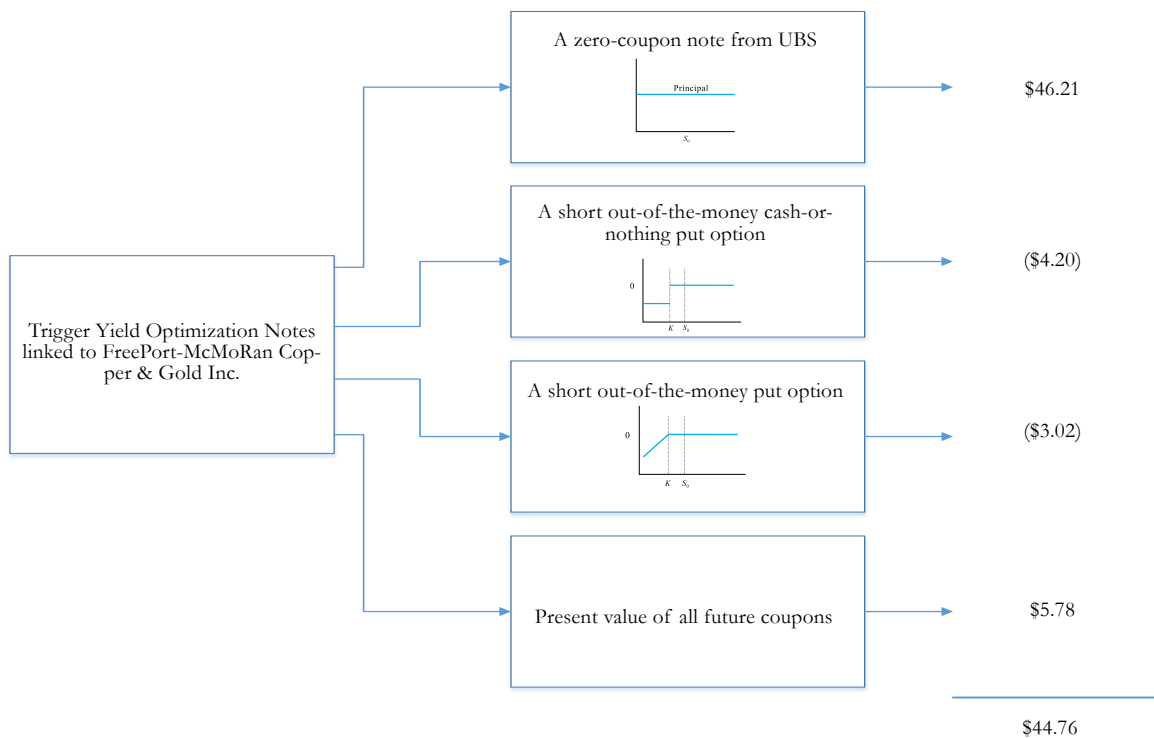 A zero-coupon note from UBS
Principal
S0
$46.21
A short out-of-the-money cash-or-
nothing put option
0
K
S0
($4.20)
Trigger Yield Optimization Notes
linked to FreePort-McMoRan Cop-
per & Gold Inc.
A short out-of-the-money put option
0
K
S0
($3.02)
Present value of all future coupons
$5.78
$44.76